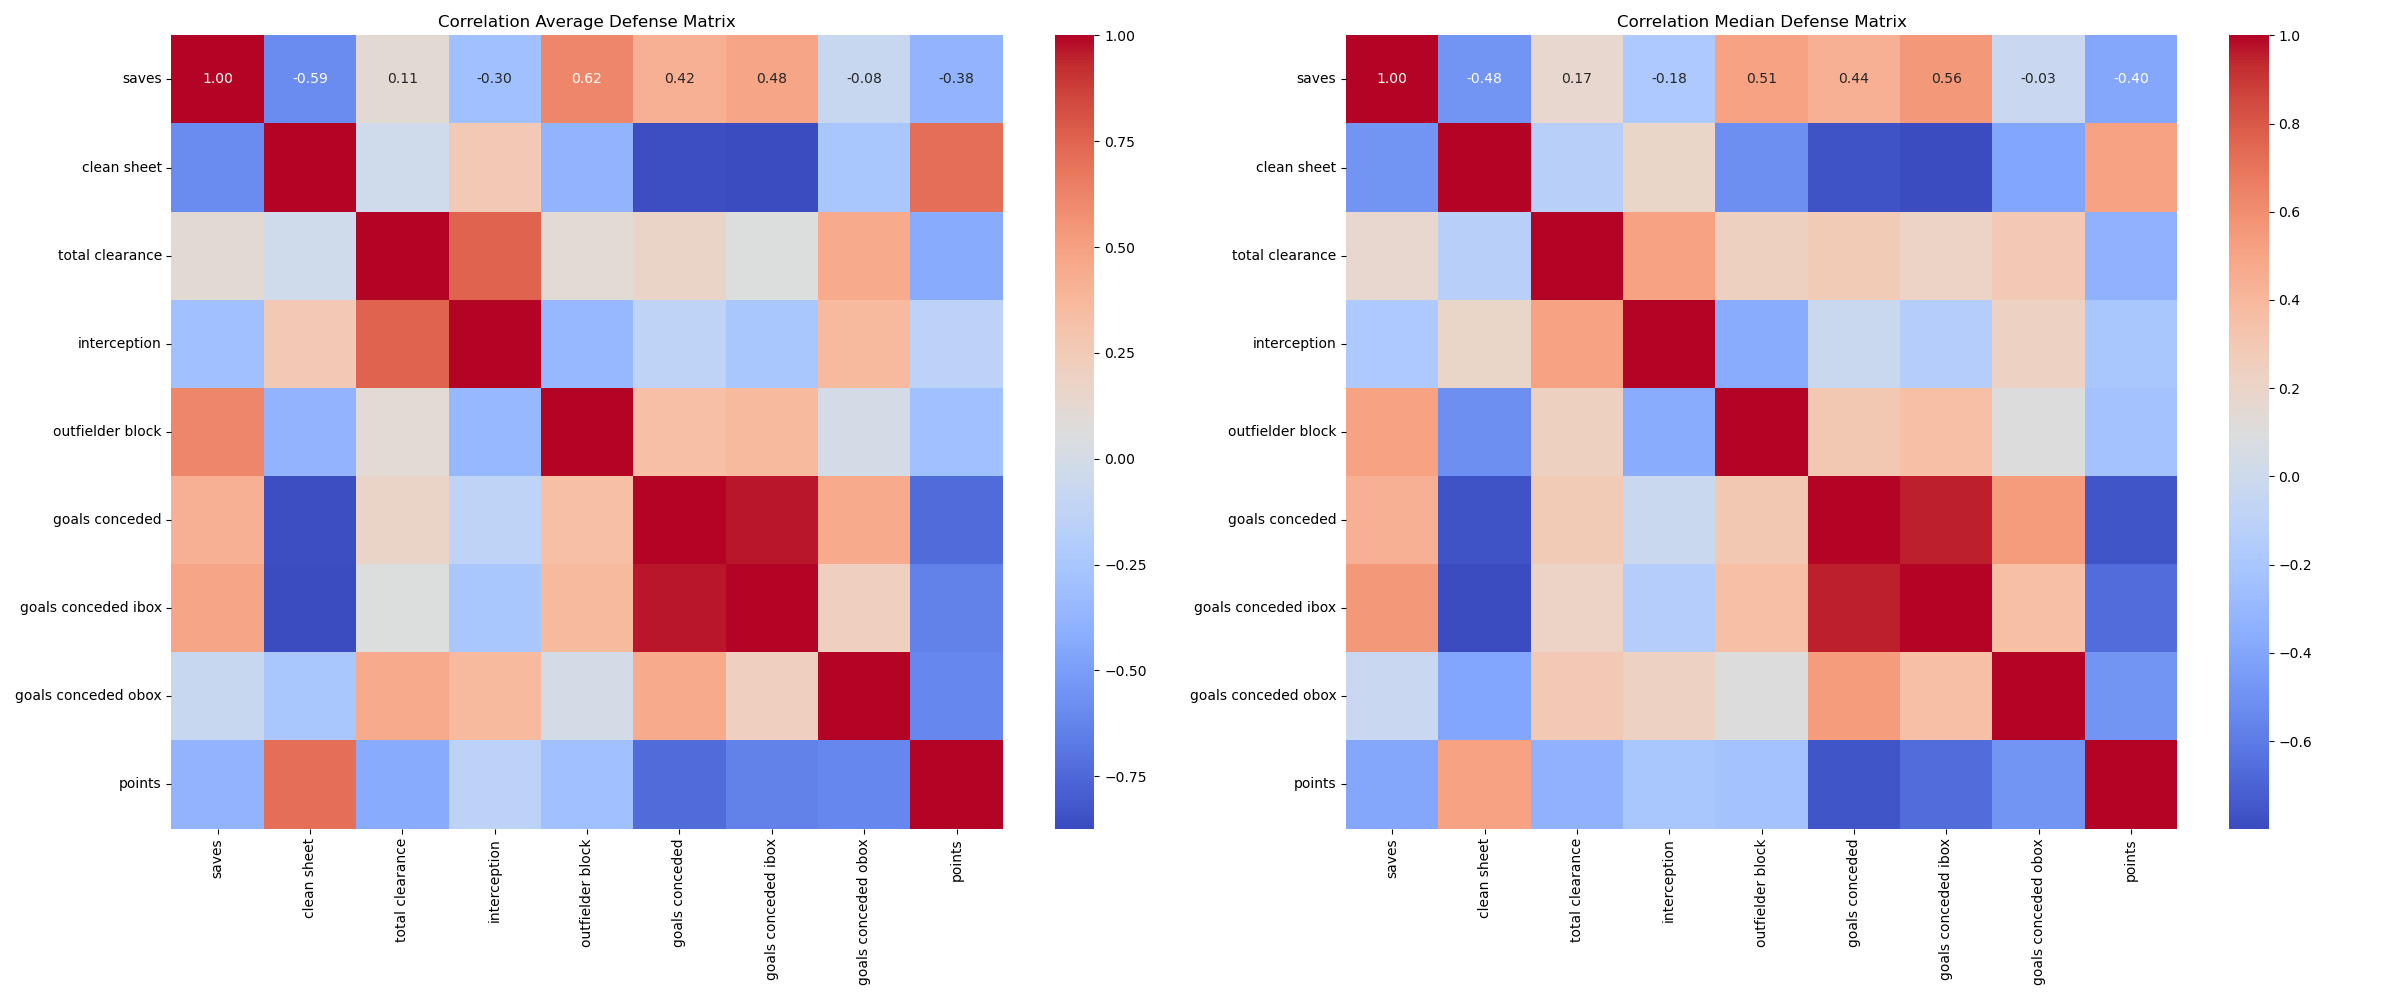 Correlation Average Defense Matrix
saves
clean sheet
total clearance
interception
outfielder block
goals conceded
goals conceded ibox
goals conceded obox
points
1.00 -0.59 0.11 -0.30 0.62 0.42 0.48 -0.08 -0.38
saves
clean sheet
total clearance
interception
outfielder block
goals conceded
goals conceded ibox
goals conceded obox
points
1.00
0.75
0.50
0.25
0.00
−0.25
−0.50
−0.75
Correlation Median Defense Matrix
saves
clean sheet
total clearance
interception
outfielder block
goals conceded
goals conceded ibox
goals conceded obox
points
1.00 -0.48 0.17 -0.18 0.51 0.44 0.56 -0.03 -0.40
saves
clean sheet
total clearance
interception
outfielder block
goals conceded
goals conceded ibox
goals conceded obox
points
1.0
0.8
0.6
0.4
0.2
0.0
−0.2
−0.4
−0.6